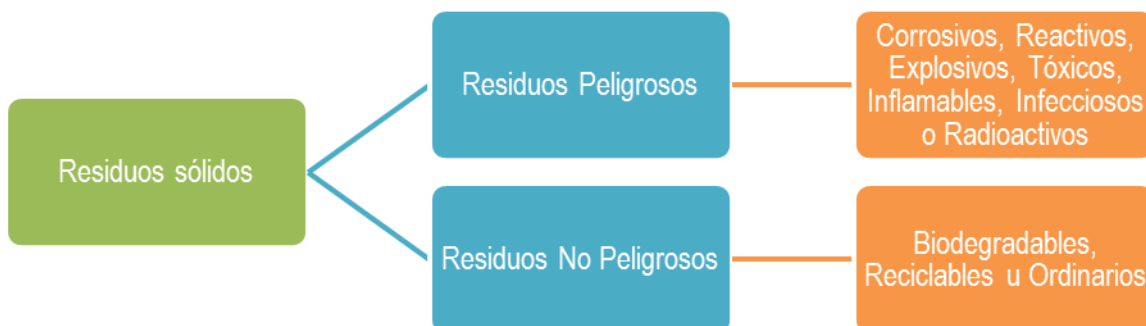 Residuos sólidos
Residuos Peligrosos
Corrosivos, Reactivos,
Explosivos, Tóxicos,
Inflamables, Infecciosos
o Radioactivos
Residuos No Peligrosos
Biodegradables,
Reciclables u Ordinarios